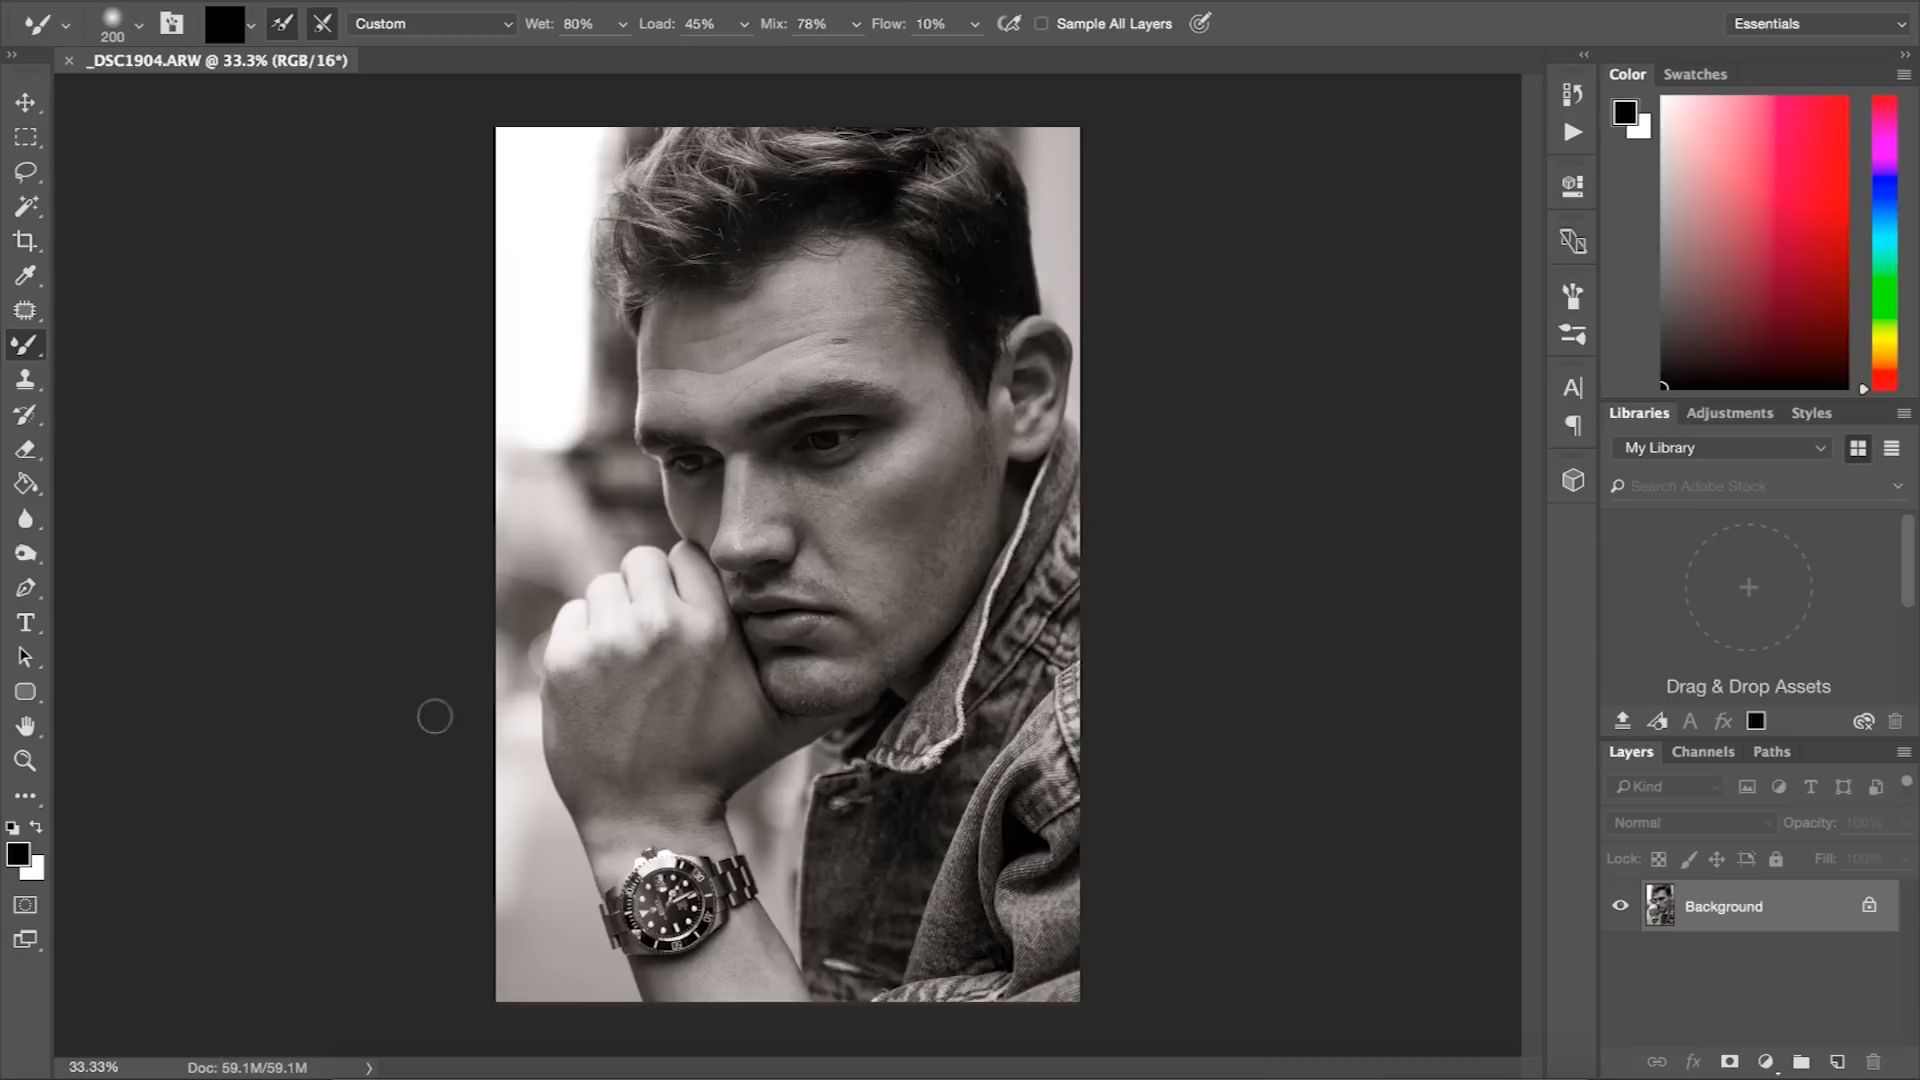 200
Custom
Wet: 80%
Load: 45%
Mix: 78%
Flow: 10%
Sample All Layers
Essentials
_DSC1904.ARW @ 33.3% (RGB/16*)
Color
Swatches
Libraries
Adjustments
Styles
My Library
Search Adobe Stock
Drag & Drop Assets
Layers
Channels
Paths
Kind
Normal
Opacity: 100%
Lock:
Fill: 100%
Background
33.33%
Doc: 59.1M/59.1M